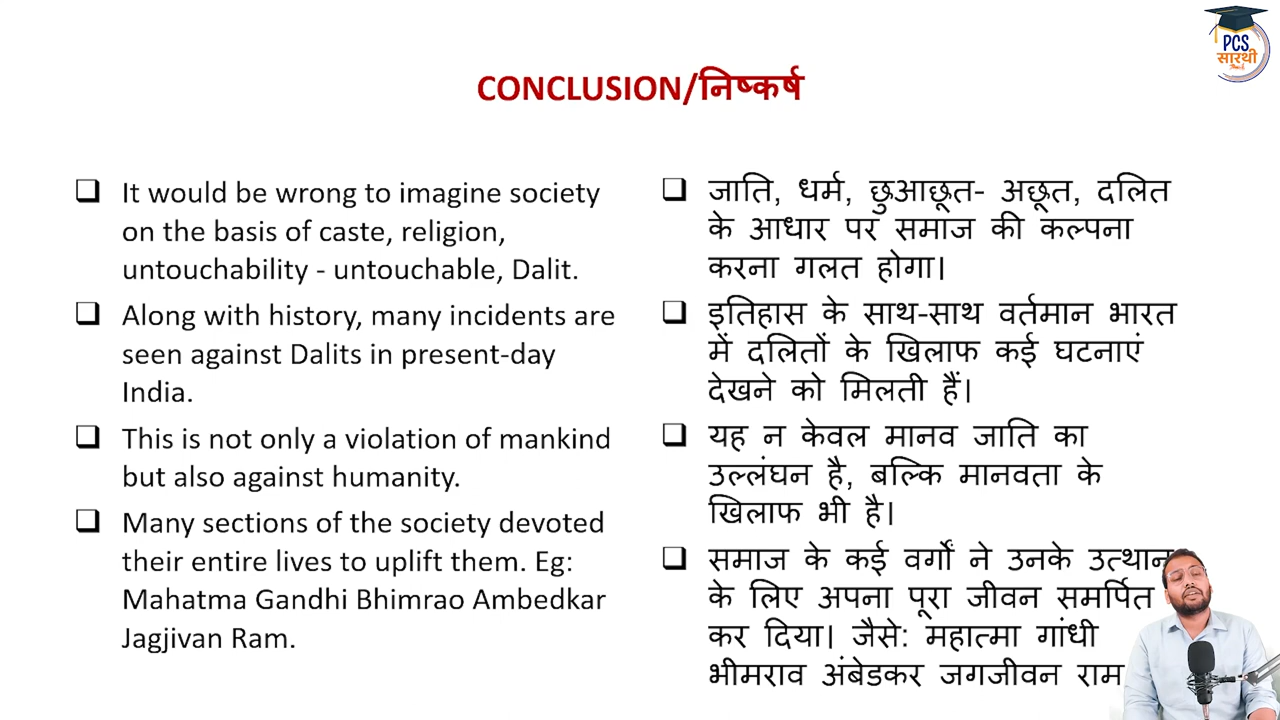 PCS
सारथी
CONCLUSION/निष्कर्ष
❑ It would be wrong to imagine society
on the basis of caste, religion,
untouchability - untouchable, Dalit.
❑ Along with history, many incidents are
seen against Dalits in present-day
India.
❑ This is not only a violation of mankind
but also against humanity.
❑ Many sections of the society devoted
their entire lives to uplift them. Eg:
Mahatma Gandhi Bhimrao Ambedkar
Jagjivan Ram.
❑ जाति, धर्म, छुआछूत- अछूत, दलित
के आधार पर समाज की कल्पना
करना गलत होगा।
❑ इतिहास के साथ-साथ वर्तमान भारत
में दलितों के खिलाफ कई घटनाएं
देखने को मिलती हैं।
❑ यह न केवल मानव जाति का
उल्लंघन है, बल्कि मानवता के
खिलाफ भी है।
❑ समाज के कई वर्गों ने उनके उत्थान
के लिए अपना पूरा जीवन समर्पित
कर दिया। जैसे: महात्मा गांधी
भीमराव अंबेडकर जगजीवन राम